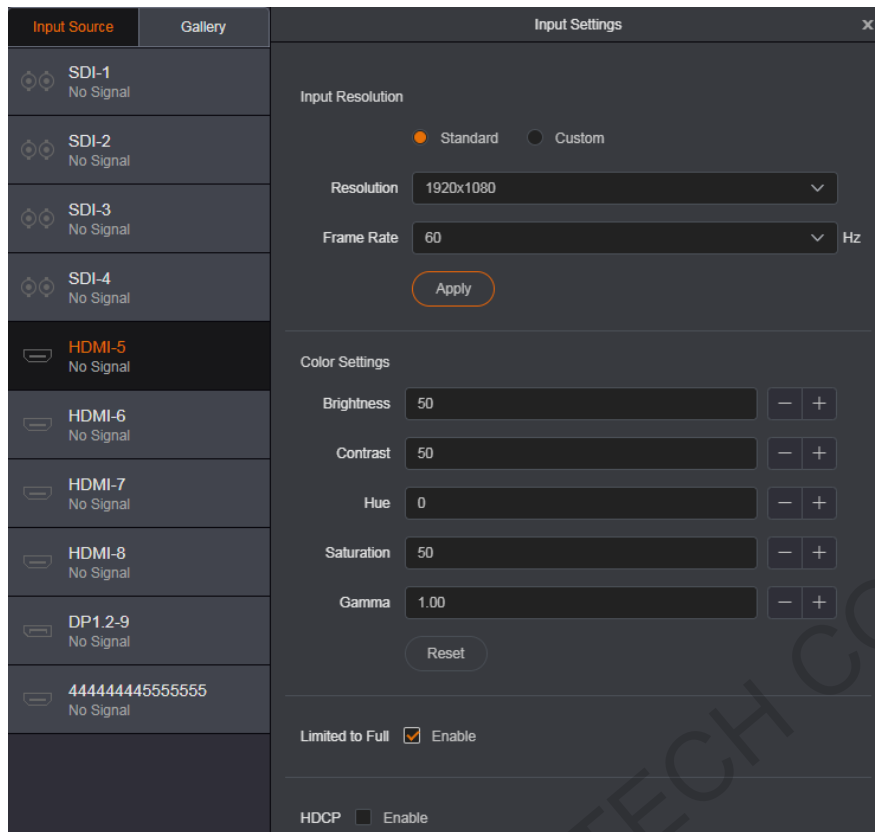 Input Source
Gallery
Input Settings
x
SDI-1
No Signal
SDI-2
No Signal
SDI-3
No Signal
SDI-4
No Signal
HDMI-5
No Signal
HDMI-6
No Signal
HDMI-7
No Signal
HDMI-8
No Signal
DP1.2-9
No Signal
444444445555555
No Signal
Input Resolution
Standard
Custom
Resolution 1920x1080
Frame Rate 60 Hz
Apply
Color Settings
Brightness 50 − +
Contrast 50 − +
Hue 0 − +
Saturation 50 − +
Gamma 1.00 − +
Reset
Limited to Full Enable
HDCP Enable
TECH